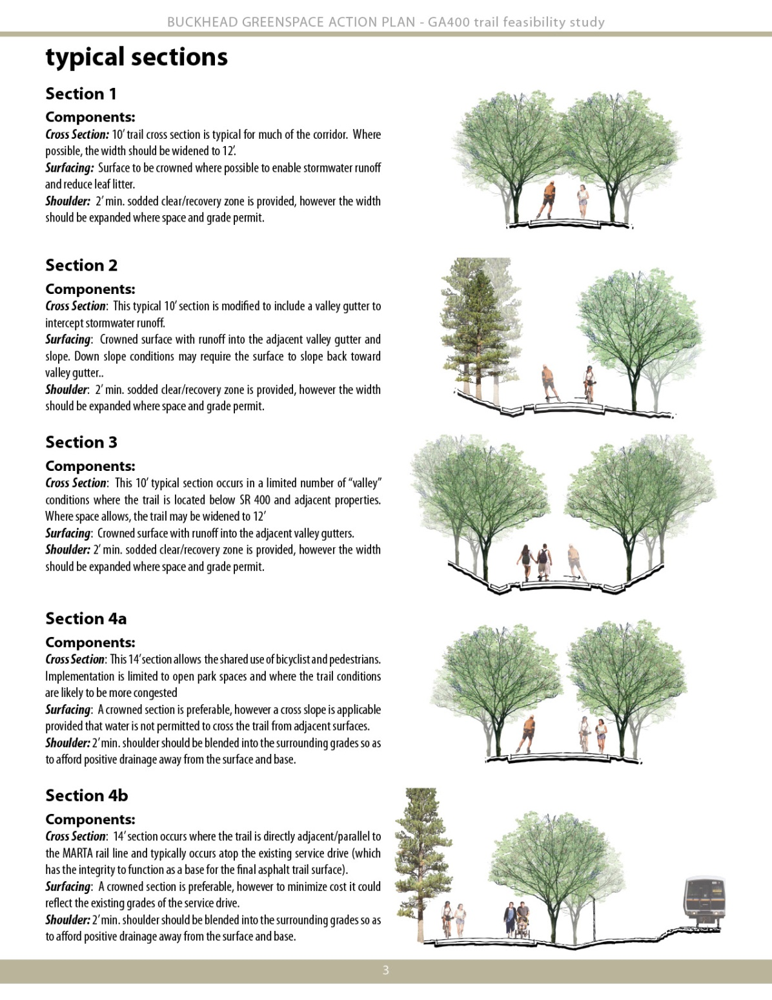 BUCKHEAD GREENSPACE ACTION PLAN - GA400 trail feasibility study
typical sections
Section 1
Components:
Cross Section: 10’ trail cross section is typical for much of the corridor. Where
possible, the width should be widened to 12’.
Surfacing: Surface to be crowned where possible to enable stormwater runoff
and reduce leaf litter.
Shoulder: 2’ min. sodded clear/recovery zone is provided, however the width
should be expanded where space and grade permit.
Section 2
Components:
Cross Section: This typical 10’ section is modified to include a valley gutter to
intercept stormwater runoff.
Surfacing: Crowned surface with runoff into the adjacent valley gutter and
slope. Down slope conditions may require the surface to slope back toward
valley gutter..
Shoulder: 2’ min. sodded clear/recovery zone is provided, however the width
should be expanded where space and grade permit.
Section 3
Components:
Cross Section: This 10’ typical section occurs in a limited number of “valley”
conditions where the trail is located below SR 400 and adjacent properties.
Where space allows, the trail may be widened to 12’
Surfacing: Crowned surface with runoff into the adjacent valley gutters.
Shoulder: 2’ min. sodded clear/recovery zone is provided, however the width
should be expanded where space and grade permit.
Section 4a
Components:
Cross Section: This 14’ section allows the shared use of bicyclist and pedestrians.
Implementation is limited to open park spaces and where the trail conditions
are likely to be more congested
Surfacing: A crowned section is preferable, however a cross slope is applicable
provided that water is not permitted to cross the trail from adjacent surfaces.
Shoulder: 2’ min. shoulder should be blended into the surrounding grades so as
to afford positive drainage away from the surface and base.
Section 4b
Components:
Cross Section: 14’ section occurs where the trail is directly adjacent/parallel to
the MARTA rail line and typically occurs atop the existing service drive (which
has the integrity to function as a base for the final asphalt trail surface).
Surfacing: A crowned section is preferable, however to minimize cost it could
reflect the existing grades of the service drive.
Shoulder: 2’ min. shoulder should be blended into the surrounding grades so as
to afford positive drainage away from the surface and base.
3